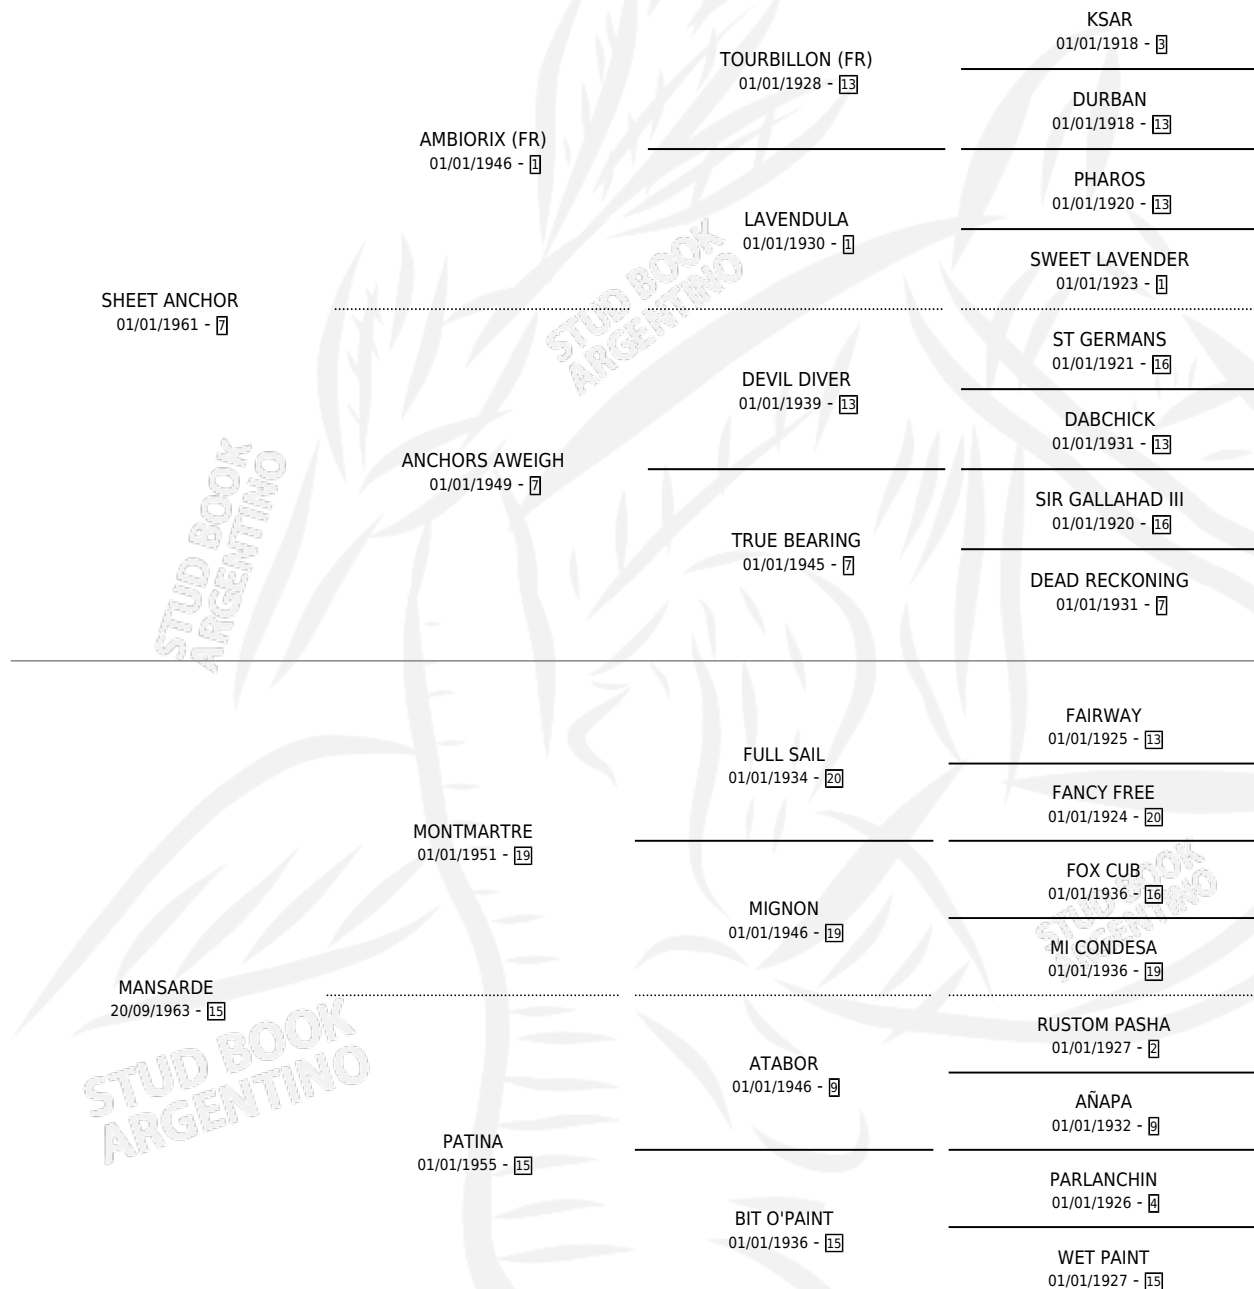 KSAR
01/01/1918 - 3
TOURBILLON (FR)
01/01/1928 - 13
DURBAN
01/01/1918 - 13
AMBIORIX (FR)
01/01/1946 - 1
PHAROS
01/01/1920 - 13
LAVENDULA
01/01/1930 - 1
SWEET LAVENDER
01/01/1923 - 1
SHEET ANCHOR
01/01/1961 - 7
STUD BOOK
ARGENTINO
ST GERMANS
01/01/1921 - 16
DEVIL DIVER
01/01/1939 - 13
DABCHICK
01/01/1931 - 13
ANCHORS AWEIGH
01/01/1949 - 7
SIR GALLAHAD III
01/01/1920 - 16
TRUE BEARING
01/01/1945 - 7
DEAD RECKONING
01/01/1931 - 7
STUD BOOK
ARGENTINO
FAIRWAY
01/01/1925 - 13
FULL SAIL
01/01/1934 - 20
FANCY FREE
01/01/1924 - 20
MONTMARTRE
01/01/1951 - 19
FOX CUB
01/01/1936 - 16
MIGNON
01/01/1946 - 19
MI CONDESA
01/01/1936 - 19
STUD BOOK
ARGENTINO
MANSARDE
20/09/1963 - 15
RUSTOM PASHA
01/01/1927 - 2
ATABOR
01/01/1946 - 9
AÑAPA
01/01/1932 - 9
STUD BOOK
ARGENTINO
PATINA
01/01/1955 - 15
PARLANCHIN
01/01/1926 - 4
BIT O'PAINT
01/01/1936 - 15
WET PAINT
01/01/1927 - 15